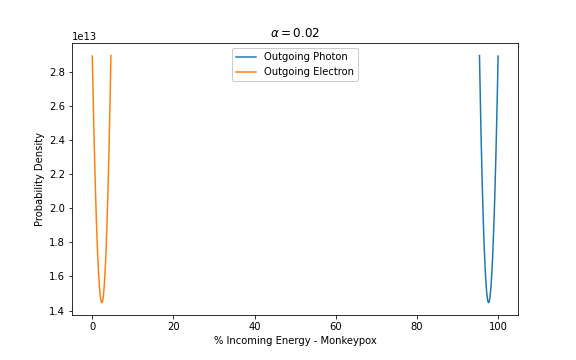 α = 0.02
1e13
Outgoing Photon
Outgoing Electron
Probability Density
2.8
2.6
2.4
2.2
2.0
1.8
1.6
1.4
0 20 40 60 80 100
% Incoming Energy - Monkeypox